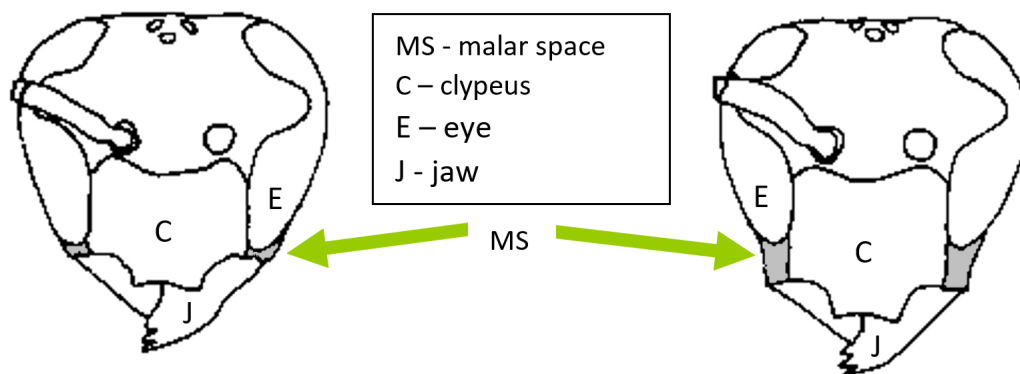 MS - malar space
C – clypeus
E – eye
J - jaw
E
C
J
MS
E
C
J